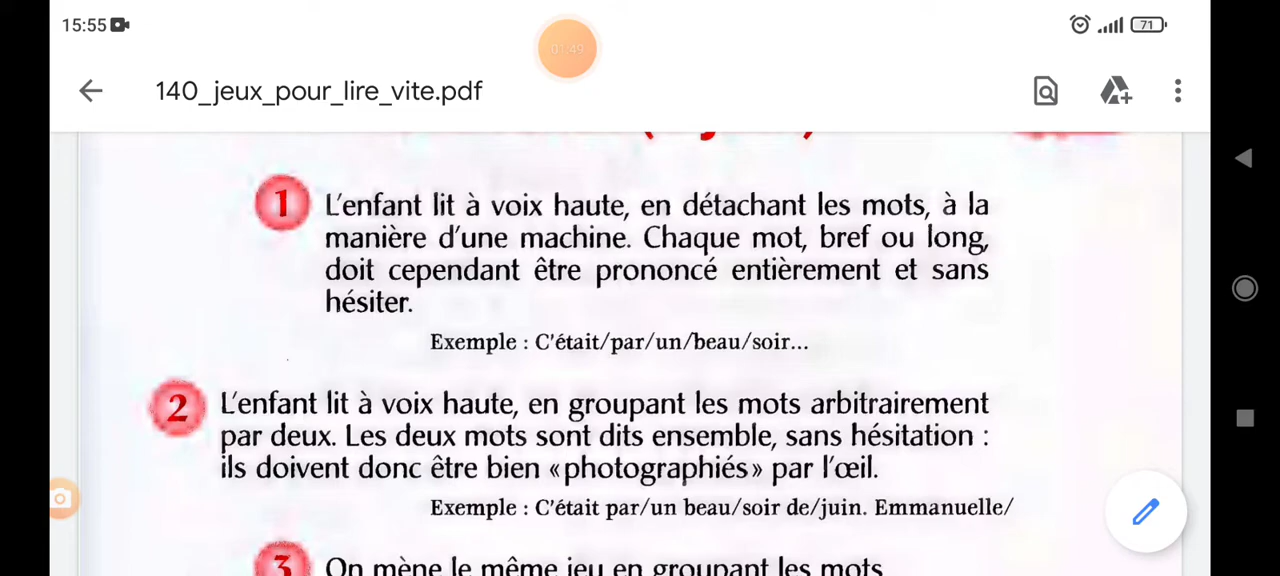 15:55
01:49
71
140_jeux_pour_lire_vite.pdf
1 L'enfant lit à voix haute, en détachant les mots, à la
manière d'une machine. Chaque mot, bref ou long,
doit cependant être prononcé entièrement et sans
hésiter.
Exemple : C'était/par/un/beau/soir...
2 L'enfant lit à voix haute, en groupant les mots arbitrairement
par deux. Les deux mots sont dits ensemble, sans hésitation :
ils doivent donc être bien «photographiés» par l'œil.
Exemple : C'était par/un beau/soir de/juin. Emmanuelle/
3 On mène le même jeu en groupant les mots